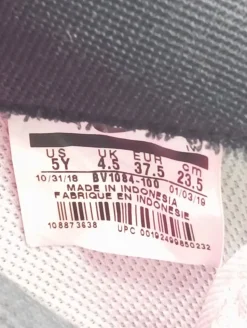 US UK EUR cm
5Y 4.5 37.5 23.5
10/31/18 BV1084-100 01/03/19
MADE IN INDONESIA
FABRIQUE EN INDONESIE
108873638 UPC 00192499850232